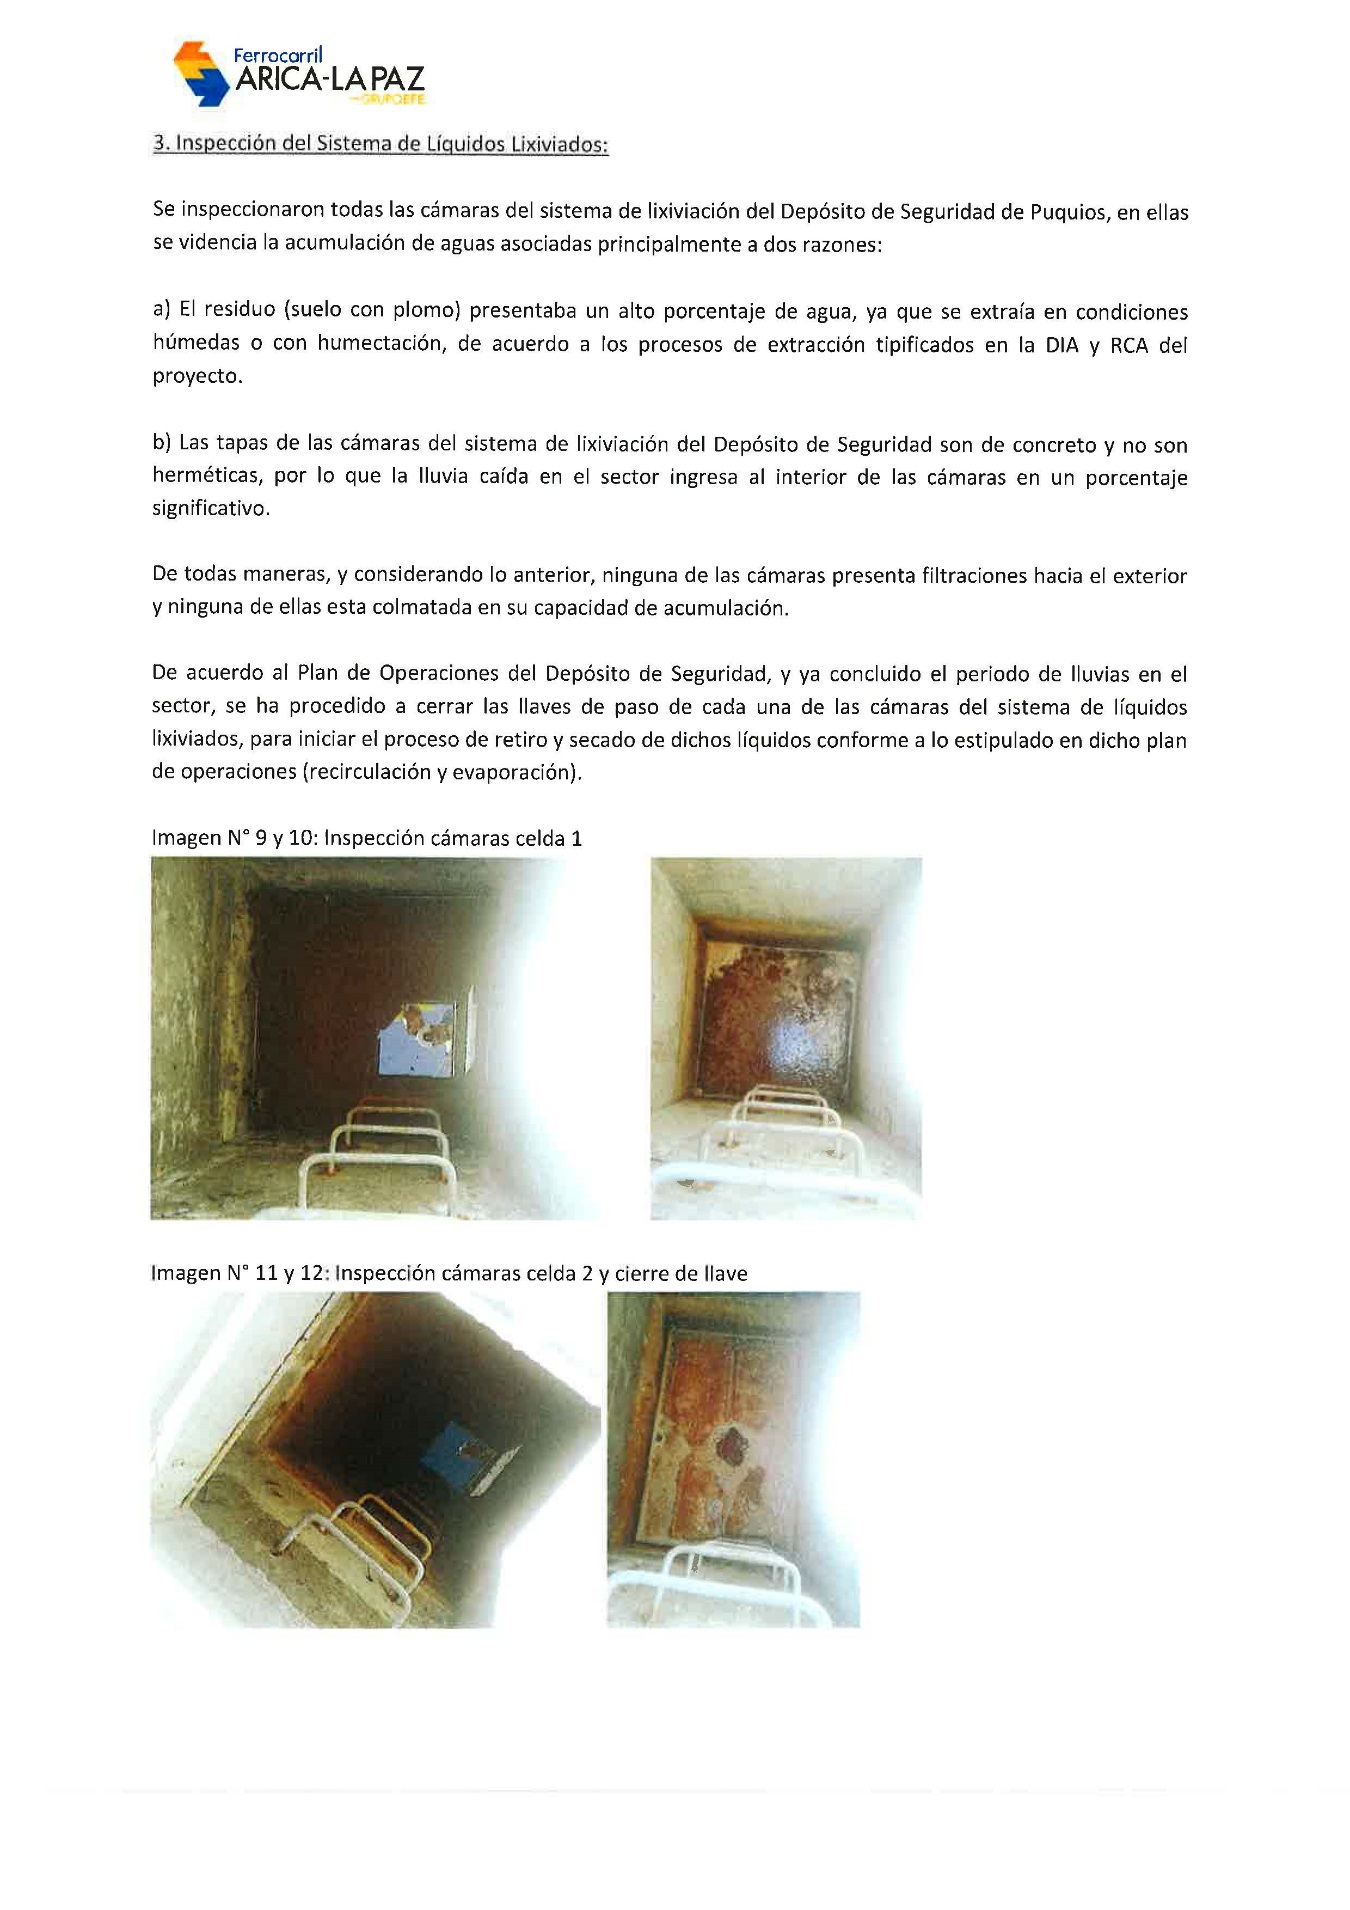 Ferrocarril
ARICA-LA PAZ
GRUPOEFE
3. Inspección del Sistema de Líquidos Lixiviados:
Se inspeccionaron todas las cámaras del sistema de lixiviación del Depósito de Seguridad de Puquios, en ellas
se videncia la acumulación de aguas asociadas principalmente a dos razones:
a) El residuo (suelo con plomo) presentaba un alto porcentaje de agua, ya que se extraía en condiciones
húmedas o con humectación, de acuerdo a los procesos de extracción tipificados en la DIA y RCA del
proyecto.
b) Las tapas de las cámaras del sistema de lixiviación del Depósito de Seguridad son de concreto y no son
herméticas, por lo que la lluvia caída en el sector ingresa al interior de las cámaras en un porcentaje
significativo.
De todas maneras, y considerando lo anterior, ninguna de las cámaras presenta filtraciones hacia el exterior
y ninguna de ellas esta colmatada en su capacidad de acumulación.
De acuerdo al Plan de Operaciones del Depósito de Seguridad, y ya concluido el periodo de lluvias en el
sector, se ha procedido a cerrar las llaves de paso de cada una de las cámaras del sistema de líquidos
lixiviados, para iniciar el proceso de retiro y secado de dichos líquidos conforme a lo estipulado en dicho plan
de operaciones (recirculación y evaporación).
Imagen N° 9 y 10: Inspección cámaras celda 1
Imagen N° 11 y 12: Inspección cámaras celda 2 y cierre de llave